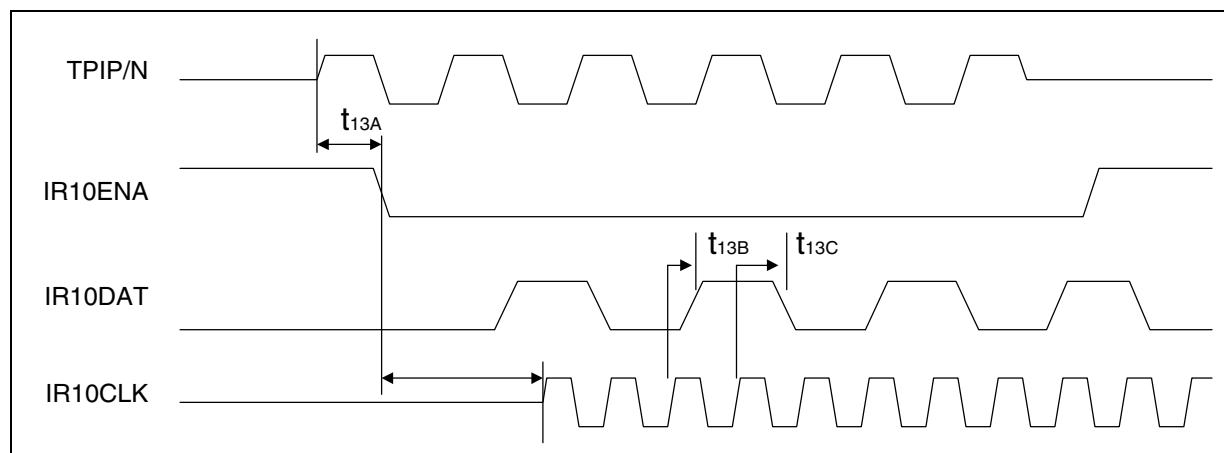 TPIP/N
t13A
IR10ENA
t13B
t13C
IR10DAT
IR10CLK